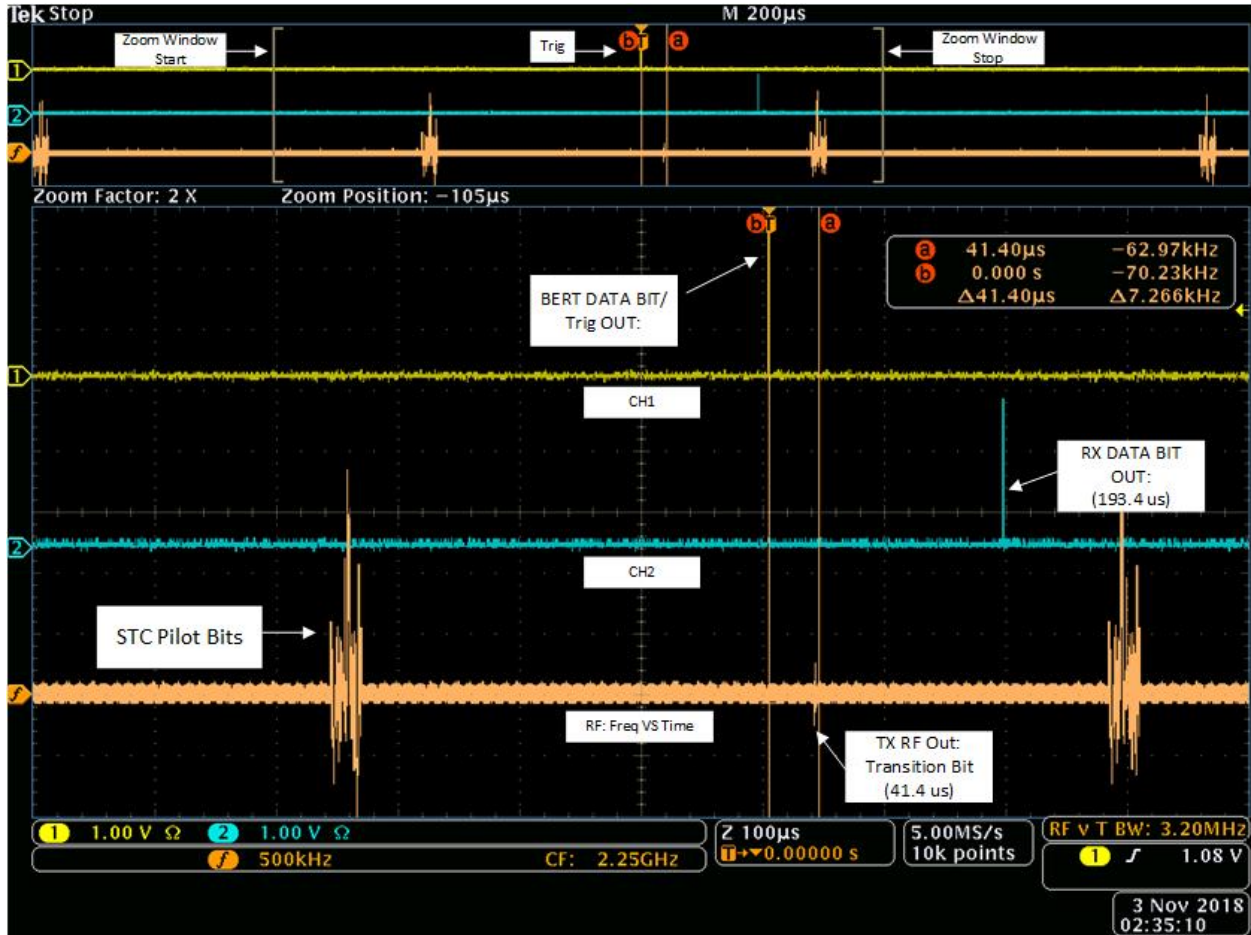 Tek Stop
M 200µs
Zoom Window
Start
Trig
b T a
Zoom Window
Stop
1
2
f
Zoom Factor: 2 X
Zoom Position: −105µs
b T a
a 41.40µs −62.97kHz
b 0.000 s −70.23kHz
Δ41.40µs Δ7.266kHz
BERT DATA BIT/
Trig OUT:
1
CH1
RX DATA BIT
OUT:
(193.4 us)
2
CH2
STC Pilot Bits
f
RF: Freq VS Time
TX RF Out:
Transition Bit
(41.4 us)
1 1.00 V Ω 2 1.00 V Ω
f 500kHz CF: 2.25GHz
Z 100µs
T→▼0.00000 s
5.00MS/s
10k points
RF v T BW: 3.20MHz
1 ʃ 1.08 V
3 Nov 2018
02:35:10